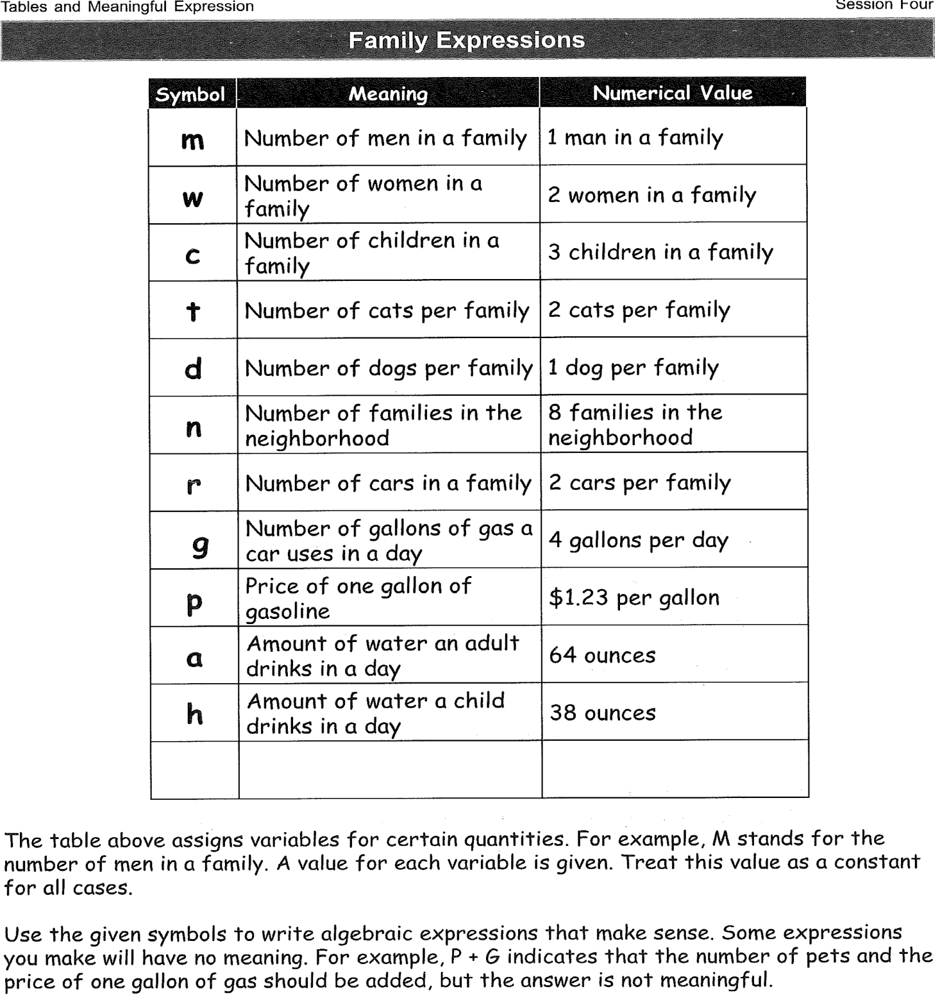 Tables and Meaningful Expression
Session Four
Family Expressions
Symbol Meaning Numerical Value
m Number of men in a family 1 man in a family
w Number of women in a
family 2 women in a family
c Number of children in a
family 3 children in a family
t Number of cats per family 2 cats per family
d Number of dogs per family 1 dog per family
n Number of families in the
neighborhood 8 families in the
neighborhood
r Number of cars in a family 2 cars per family
g Number of gallons of gas a
car uses in a day 4 gallons per day
p Price of one gallon of
gasoline $1.23 per gallon
a Amount of water an adult
drinks in a day 64 ounces
h Amount of water a child
drinks in a day 38 ounces
The table above assigns variables for certain quantities. For example, M stands for the
number of men in a family. A value for each variable is given. Treat this value as a constant
for all cases.
Use the given symbols to write algebraic expressions that make sense. Some expressions
you make will have no meaning. For example, P + G indicates that the number of pets and the
price of one gallon of gas should be added, but the answer is not meaningful.